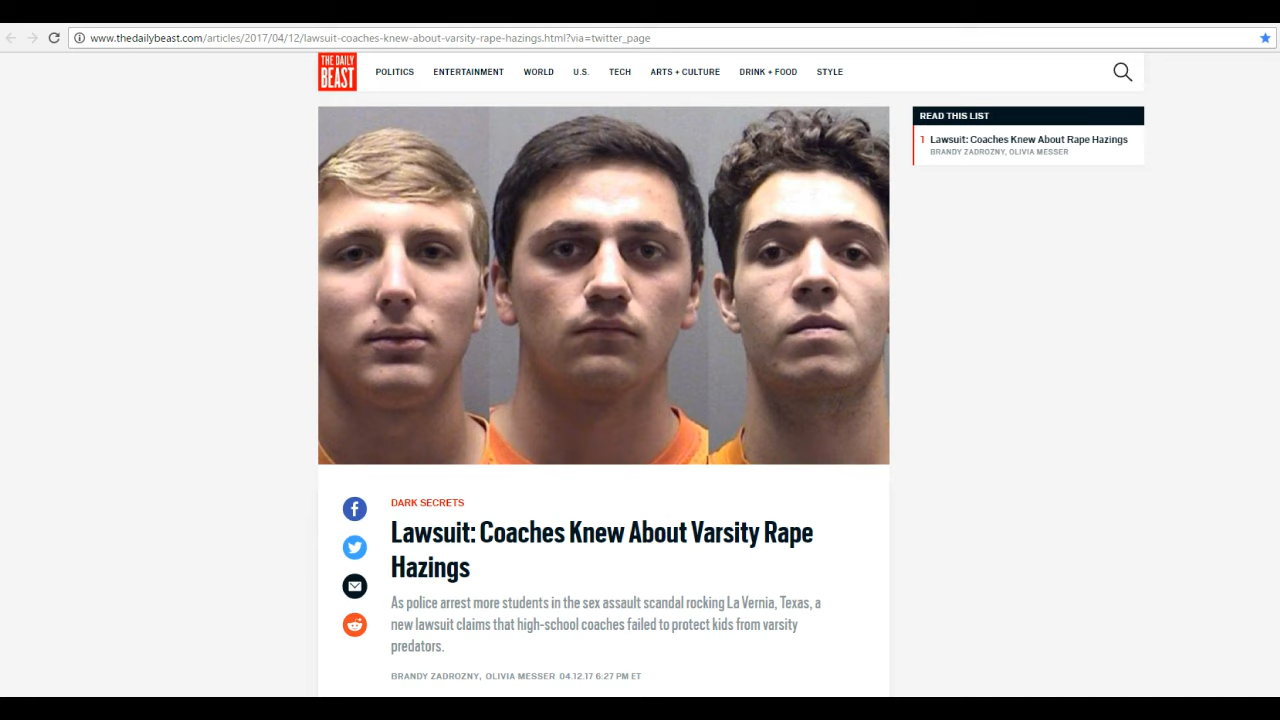 www.thedailybeast.com/articles/2017/04/12/lawsuit-coaches-knew-about-varsity-rape-hazings.html?via=twitter_page
THE DAILY
BEAST
POLITICS ENTERTAINMENT WORLD U.S. TECH ARTS + CULTURE DRINK + FOOD STYLE
READ THIS LIST
1 Lawsuit: Coaches Knew About Rape Hazings
BRANDY ZADROZNY, OLIVIA MESSER
DARK SECRETS
Lawsuit: Coaches Knew About Varsity Rape
Hazings
As police arrest more students in the sex assault scandal rocking La Vernia, Texas, a
new lawsuit claims that high-school coaches failed to protect kids from varsity
predators.
BRANDY ZADROZNY, OLIVIA MESSER 04.12.17 6:27 PM ET